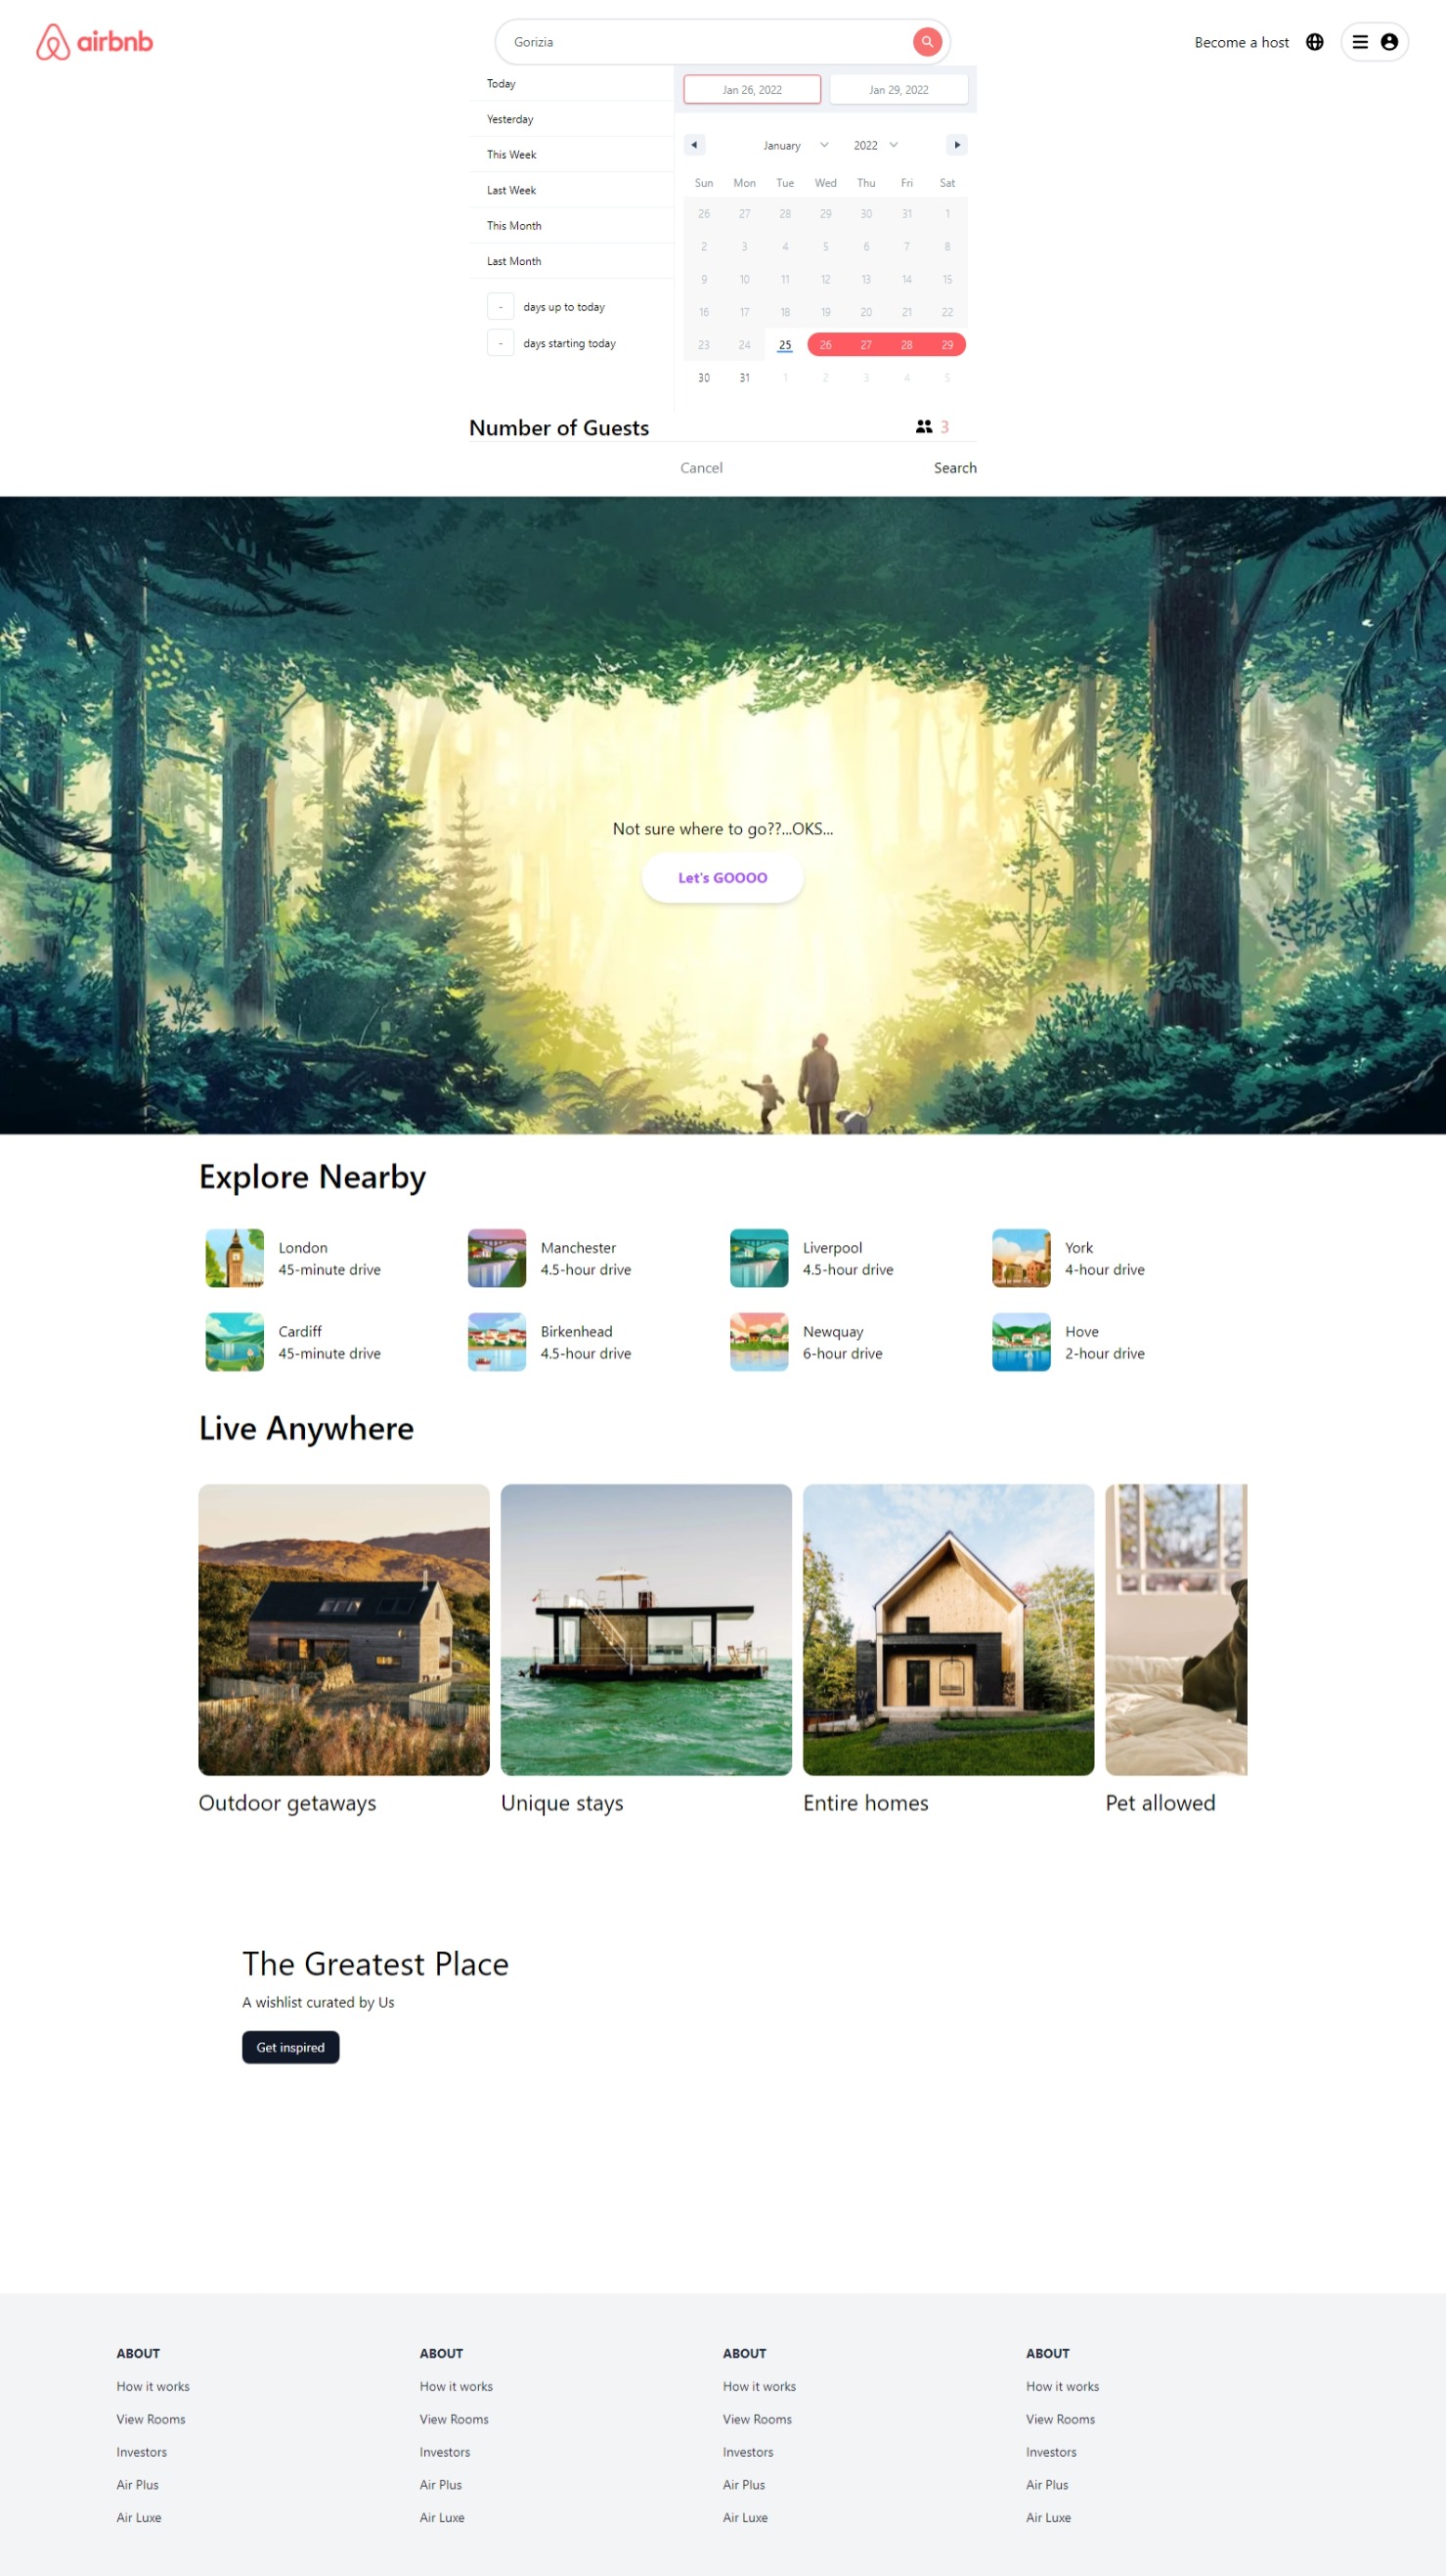 airbnb
Gorizia
Become a host
Today
Yesterday
This Week
Last Week
This Month
Last Month
- days up to today
- days starting today
Jan 26, 2022 Jan 29, 2022
January 2022
Sun Mon Tue Wed Thu Fri Sat
26 27 28 29 30 31 1
2 3 4 5 6 7 8
9 10 11 12 13 14 15
16 17 18 19 20 21 22
23 24 25 26 27 28 29
30 31 1 2 3 4 5
Number of Guests 3
Cancel Search
Not sure where to go??...OKS...
Let's GOOOO
Explore Nearby
London
45-minute drive
Manchester
4.5-hour drive
Liverpool
4.5-hour drive
York
4-hour drive
Cardiff
45-minute drive
Birkenhead
4.5-hour drive
Newquay
6-hour drive
Hove
2-hour drive
Live Anywhere
Outdoor getaways
Unique stays
Entire homes
Pet allowed
The Greatest Place
A wishlist curated by Us
Get inspired
ABOUT
How it works
View Rooms
Investors
Air Plus
Air Luxe
ABOUT
How it works
View Rooms
Investors
Air Plus
Air Luxe
ABOUT
How it works
View Rooms
Investors
Air Plus
Air Luxe
ABOUT
How it works
View Rooms
Investors
Air Plus
Air Luxe